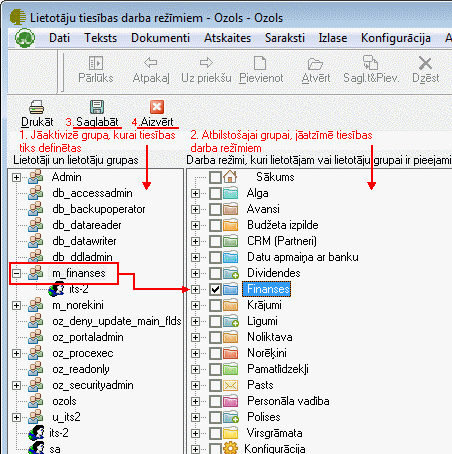 Lietotāju tiesības darba režīmiem - Ozols - Ozols
Dati Teksts Dokumenti Atskaites Saraksti Izlase Konfigurācija A
Pārlūks Atpakaļ Uz priekšu Pievienot Atvērt Sagl.t&Piev. Dzēst
Drukāt 3. Saglabāt 4. Aizvērt
1. Jāaktivizē grupa, kurai tiesības
tiks definētas
2. Atbilstošajai grupai, jāatzīmē tiesības
darba režīmiem
Lietotāji un lietotāju grupas
Darba režīmi, kuri lietotājam vai lietotāju grupai ir pieejami
Admin
db_accessadmin
db_backupoperator
db_datareader
db_datawriter
db_ddladmin
m_finanses
its-2
m_norekini
oz_deny_update_main_flds
oz_portaladmin
oz_procexec
oz_readonly
oz_securityadmin
ozols
u_its2
its-2
sa
Sākums
Alga
Avansi
Budžeta izpilde
CRM (Partneri)
Datu apmaiņa ar banku
Dividendes
Finanses
Krājumi
Līgumi
Noliktava
Norēķini
Pamatlīdzekļi
Pasts
Personāla vadība
Polises
Virsgrāmata
Konfigurācija